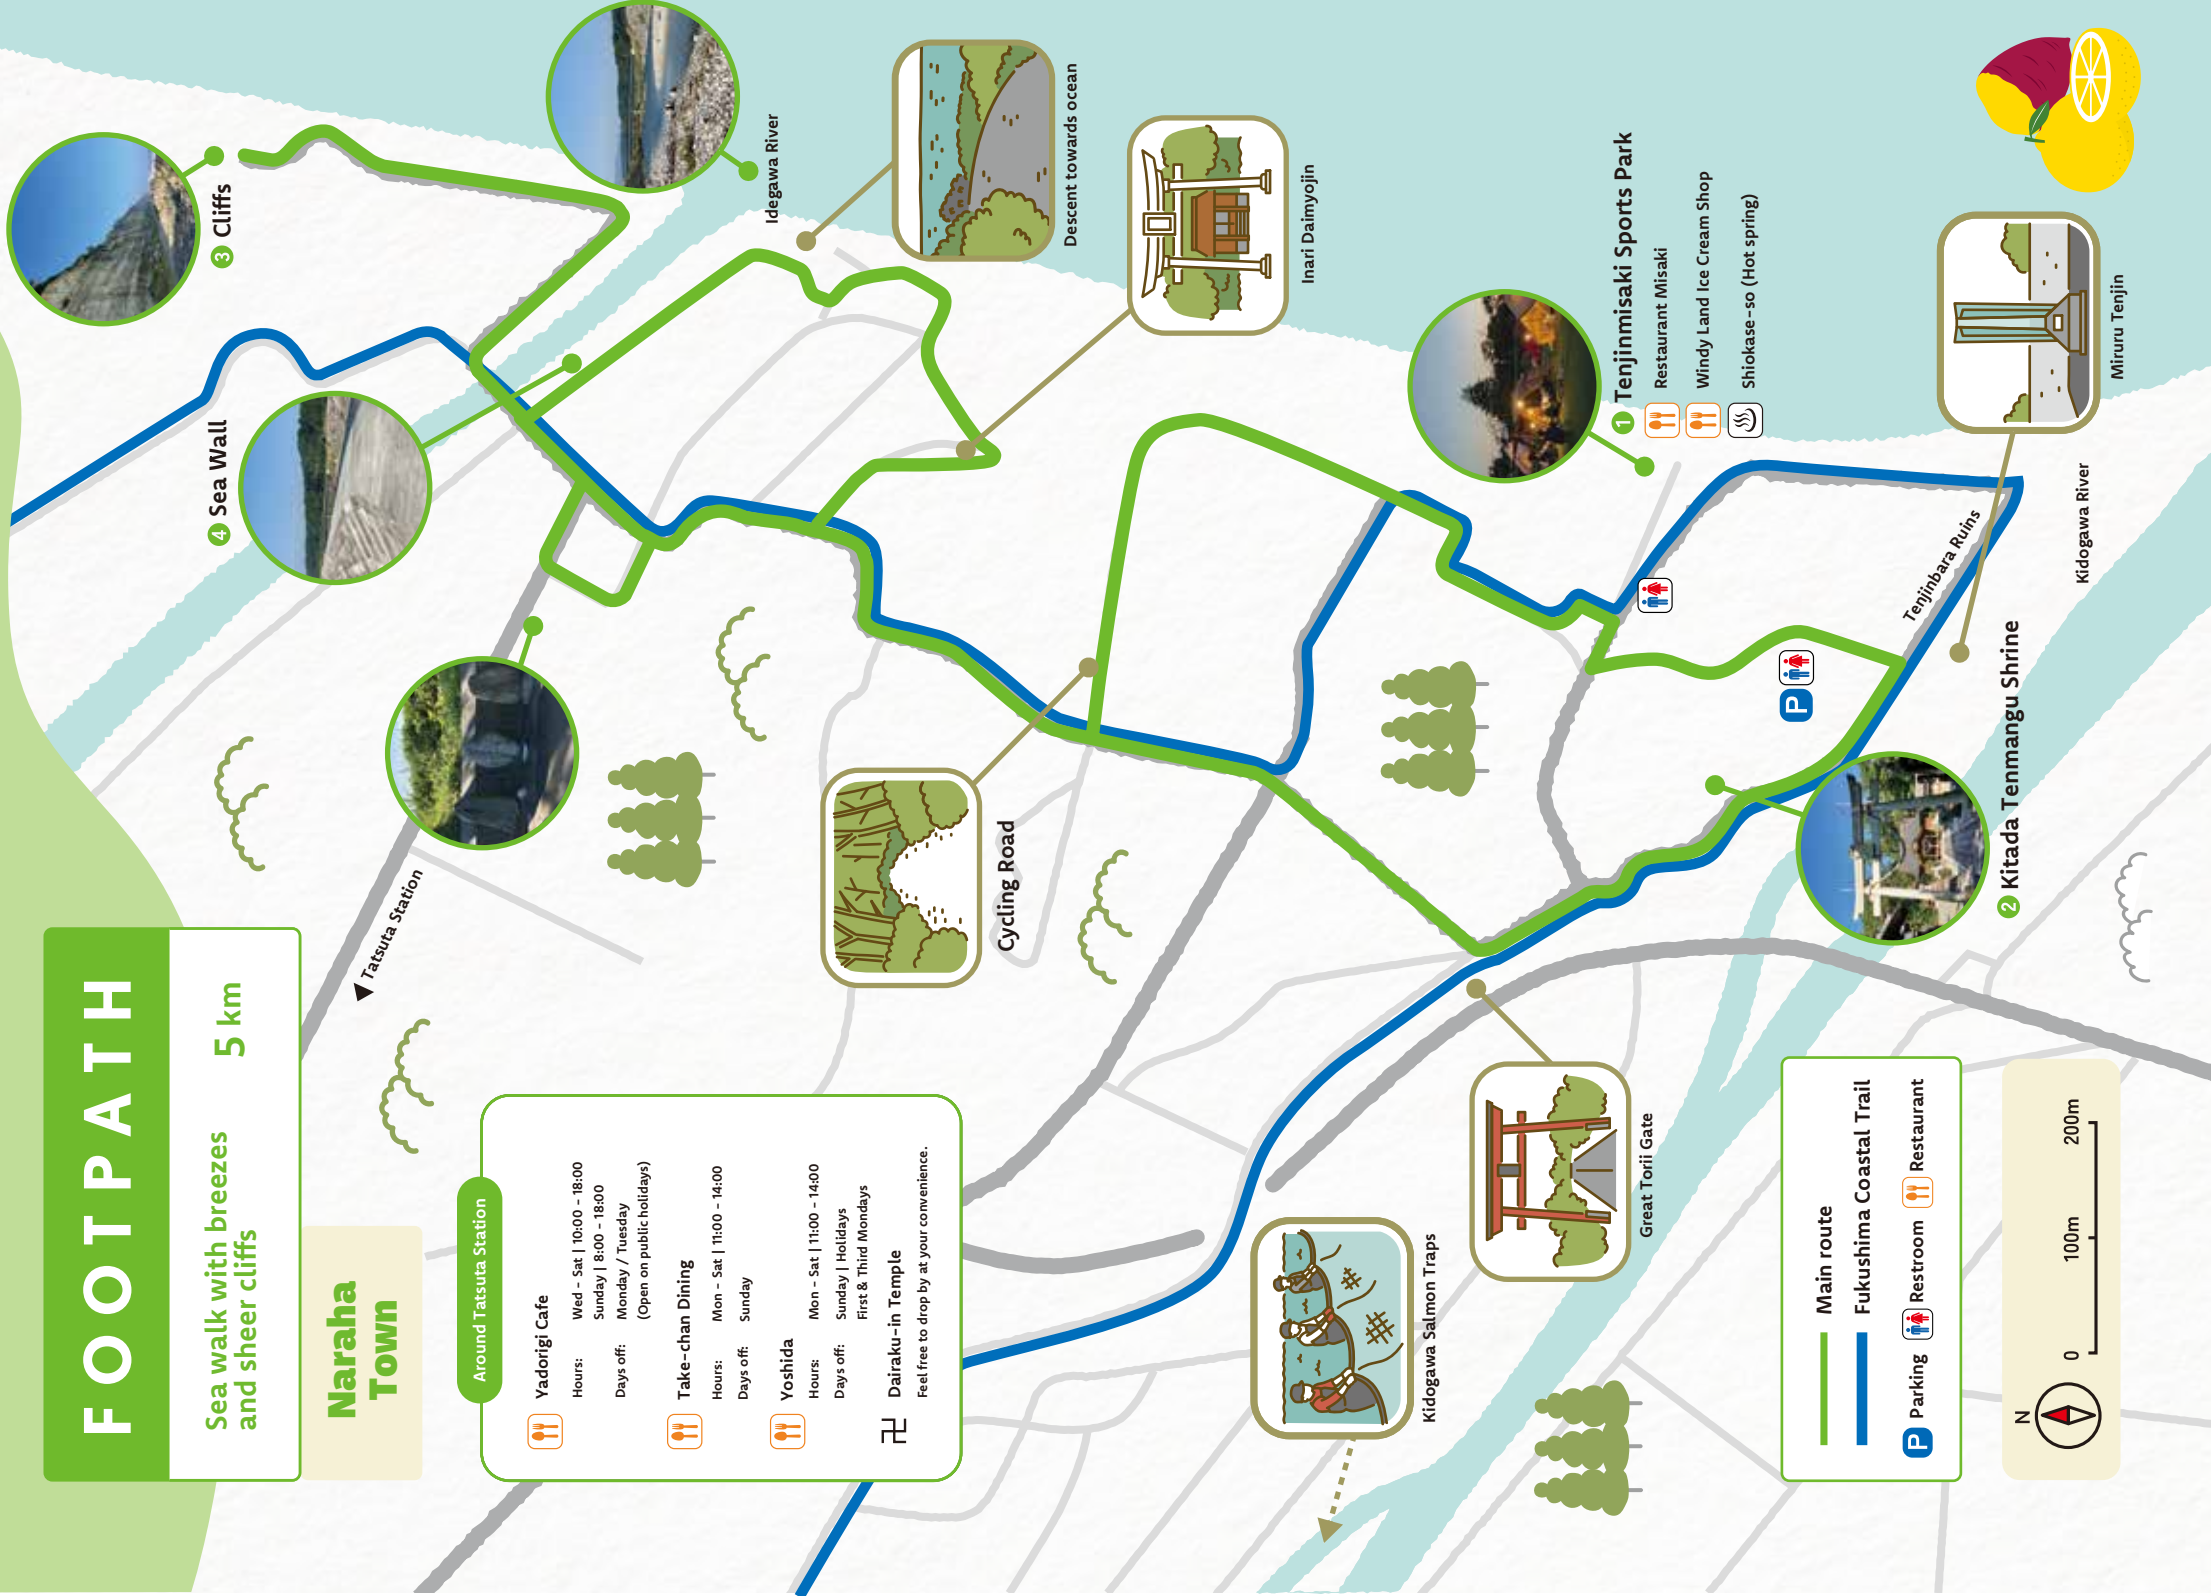 FOOTPATH
Sea walk with breezes
and sheer cliffs
5 km
Naraha
Town
Around Tatsuta Station
Yadorigi Cafe
Hours: Wed - Sat | 10:00 - 18:00
Sunday | 8:00 - 18:00
Days off: Monday / Tuesday
(Open on public holidays)
Take-chan Dining
Hours: Mon - Sat | 11:00 - 14:00
Days off: Sunday
Yoshida
Hours: Mon - Sat | 11:00 - 14:00
Days off: Sunday | Holidays
First & Third Mondays
卍 Dairaku-in Temple
Feel free to drop by at your convenience.
Tatsuta Station
3 Cliffs
4 Sea Wall
Idegawa River
Descent towards ocean
Inari Daimyojin
Cycling Road
1 Tenjinmisaki Sports Park
Restaurant Misaki
Windy Land Ice Cream Shop
Shiokase-so (Hot spring)
Miruru Tenjin
Kidogawa River
Tenjinbara Ruins
P
2 Kitada Tenmangu Shrine
Great Torii Gate
Kidogawa Salmon Traps
Main route
Fukushima Coastal Trail
P Parking Restroom Restaurant
N
0 100m 200m